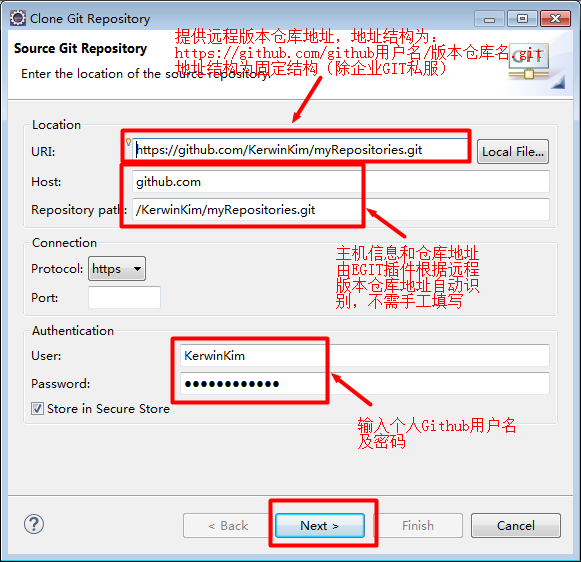 Clone Git Repository
提供远程版本仓库地址，地址结构为：
Source Git Repository
https://github.com/github用户名/版本仓库名.git
地址结构为固定结构（除企业GIT私服）
Enter the location of the source repository.
GIT
Location
URI:
https://github.com/KerwinKim/myRepositories.git
Local File...
Host:
github.com
Repository path:
/KerwinKim/myRepositories.git
主机信息和仓库地址
由EGIT插件根据远程
版本仓库地址自动识
别，不需手工填写
Connection
Protocol:
https
Port:
Authentication
User:
KerwinKim
Password:
●●●●●●●●●●●●
Store in Secure Store
输入个人Github用户名
及密码
?
< Back
Next >
Finish
Cancel